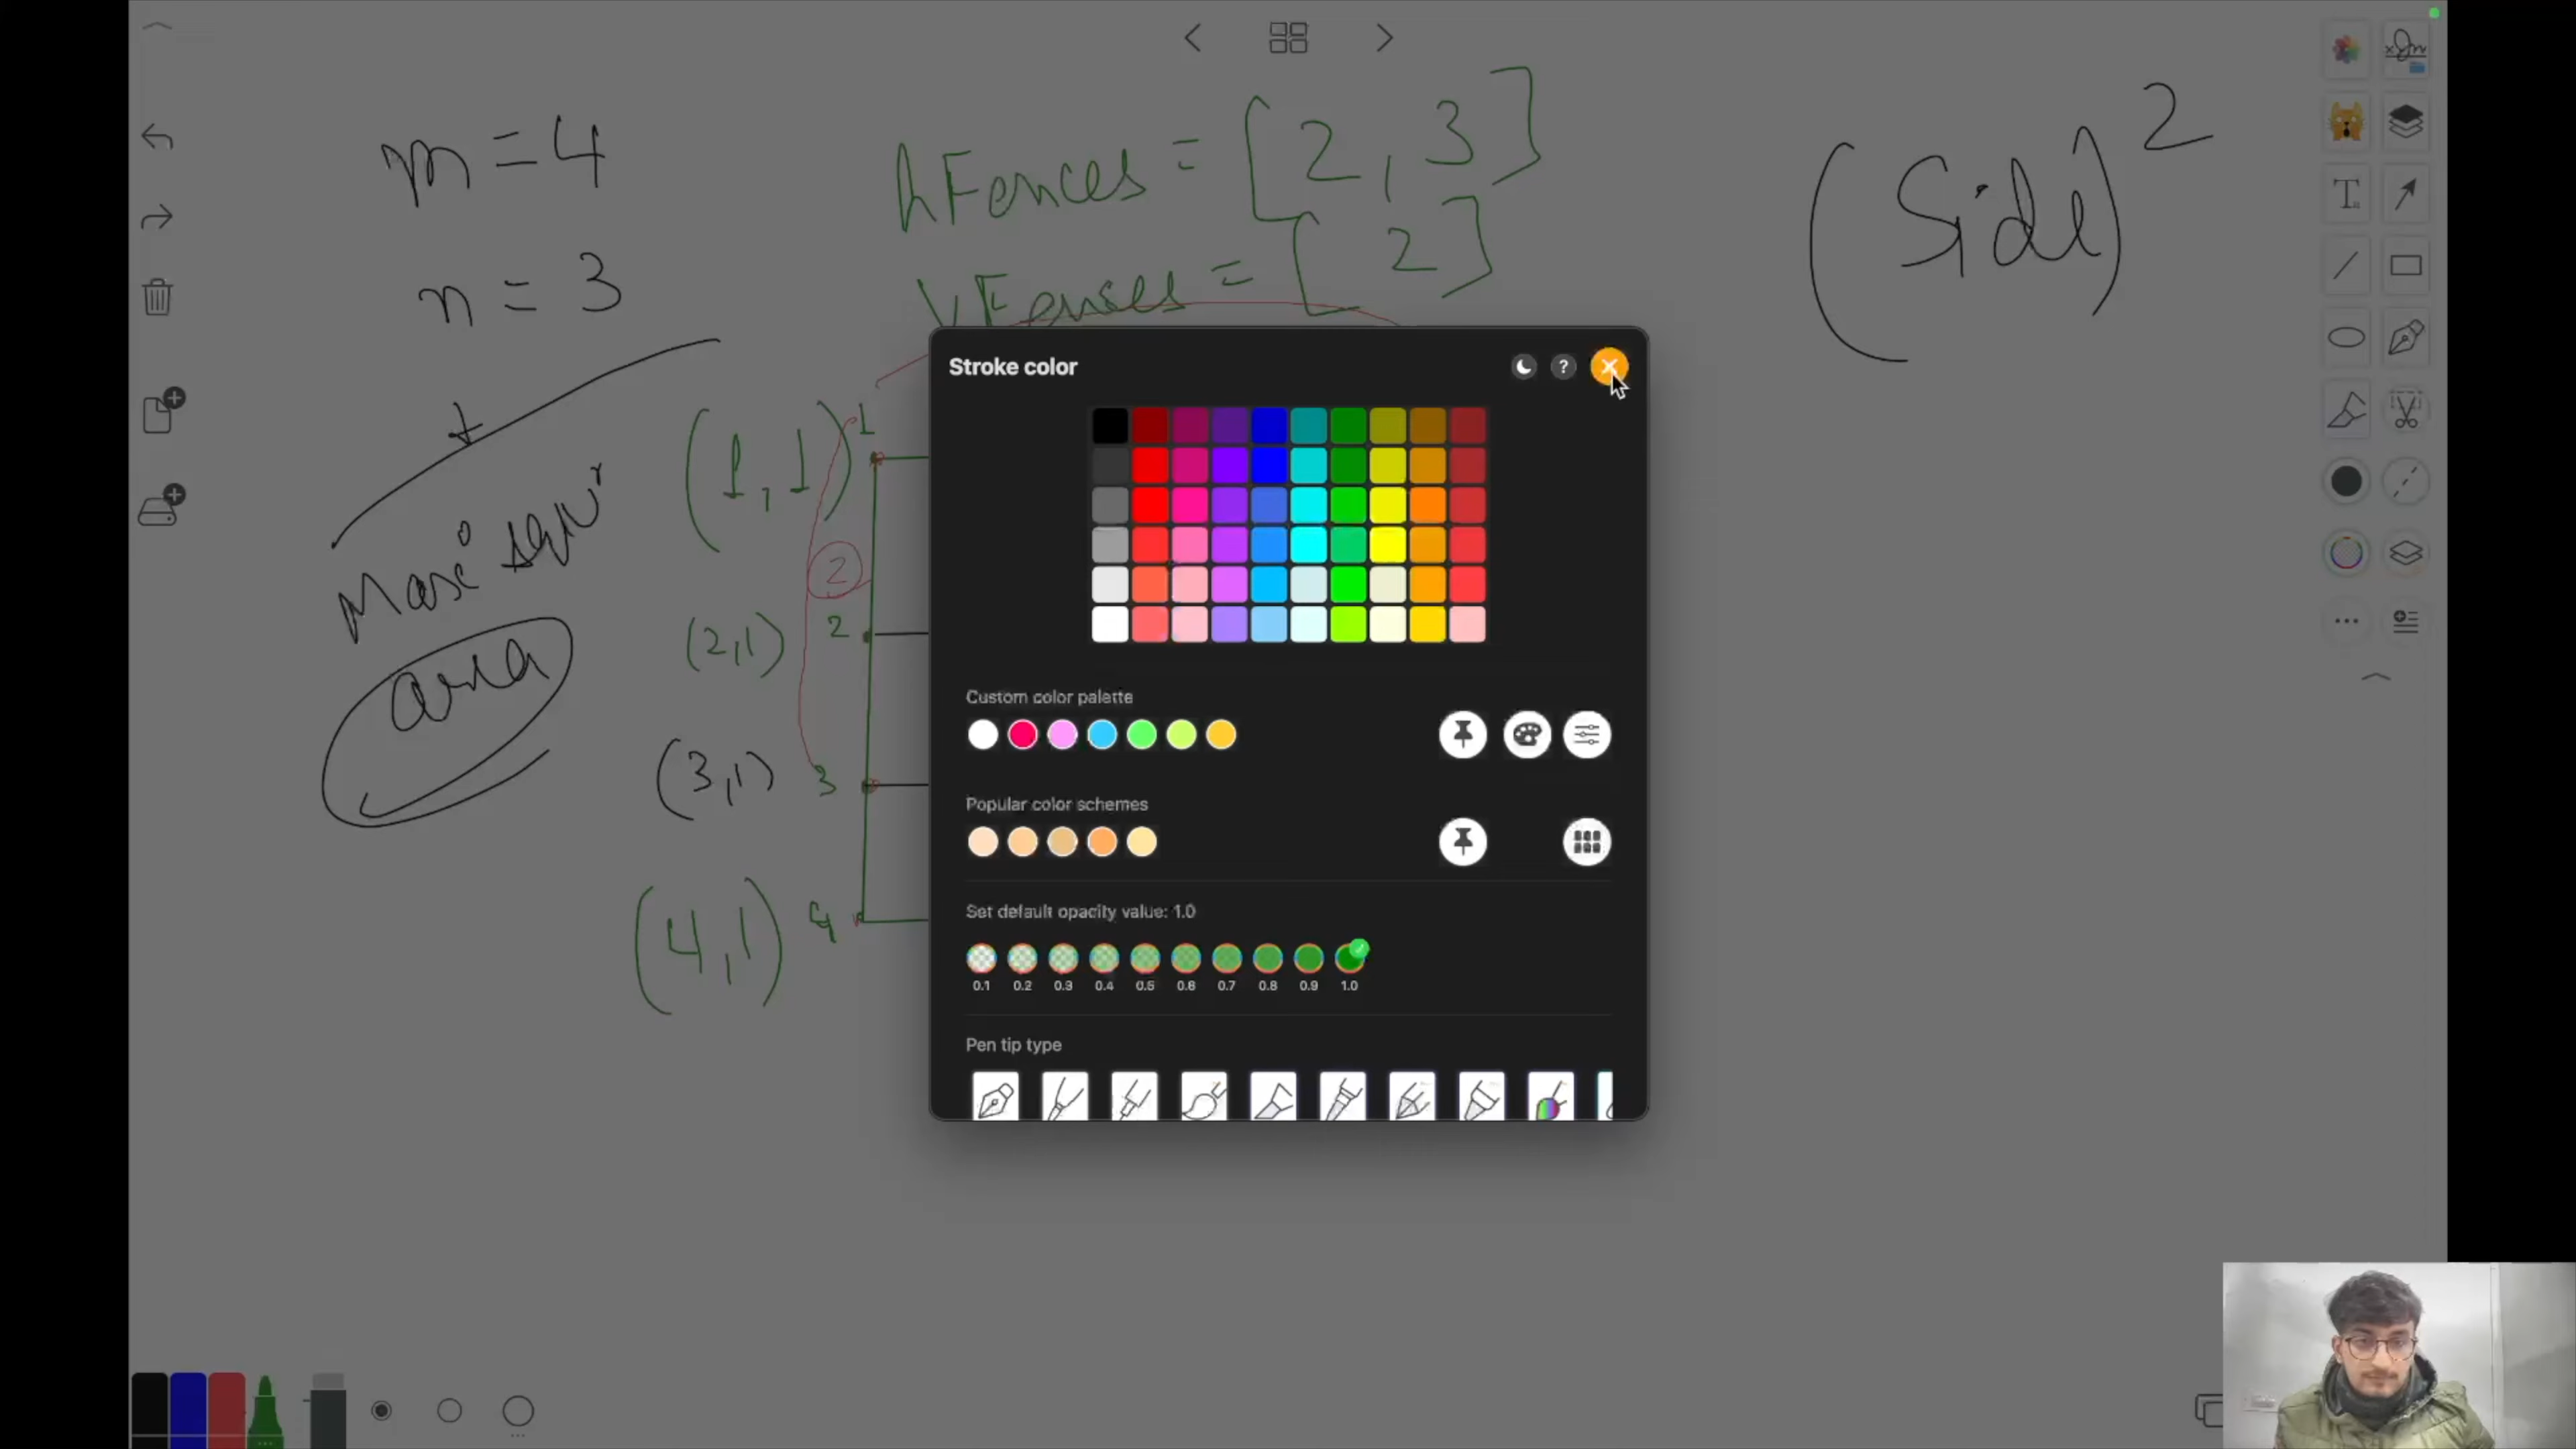 m = 4
n = 3
hFences = [2, 3]
vFenses = [2]
(Side)²
Stroke color
?
(1,1) 1
2
(2,1) 2
(3,1) 3
(4,1) 4
area
Custom color palette
Popular color schemes
Set default opacity value: 1.0
0.1 0.2 0.3 0.4 0.5 0.6 0.7 0.8 0.9 1.0
Pen tip type
T